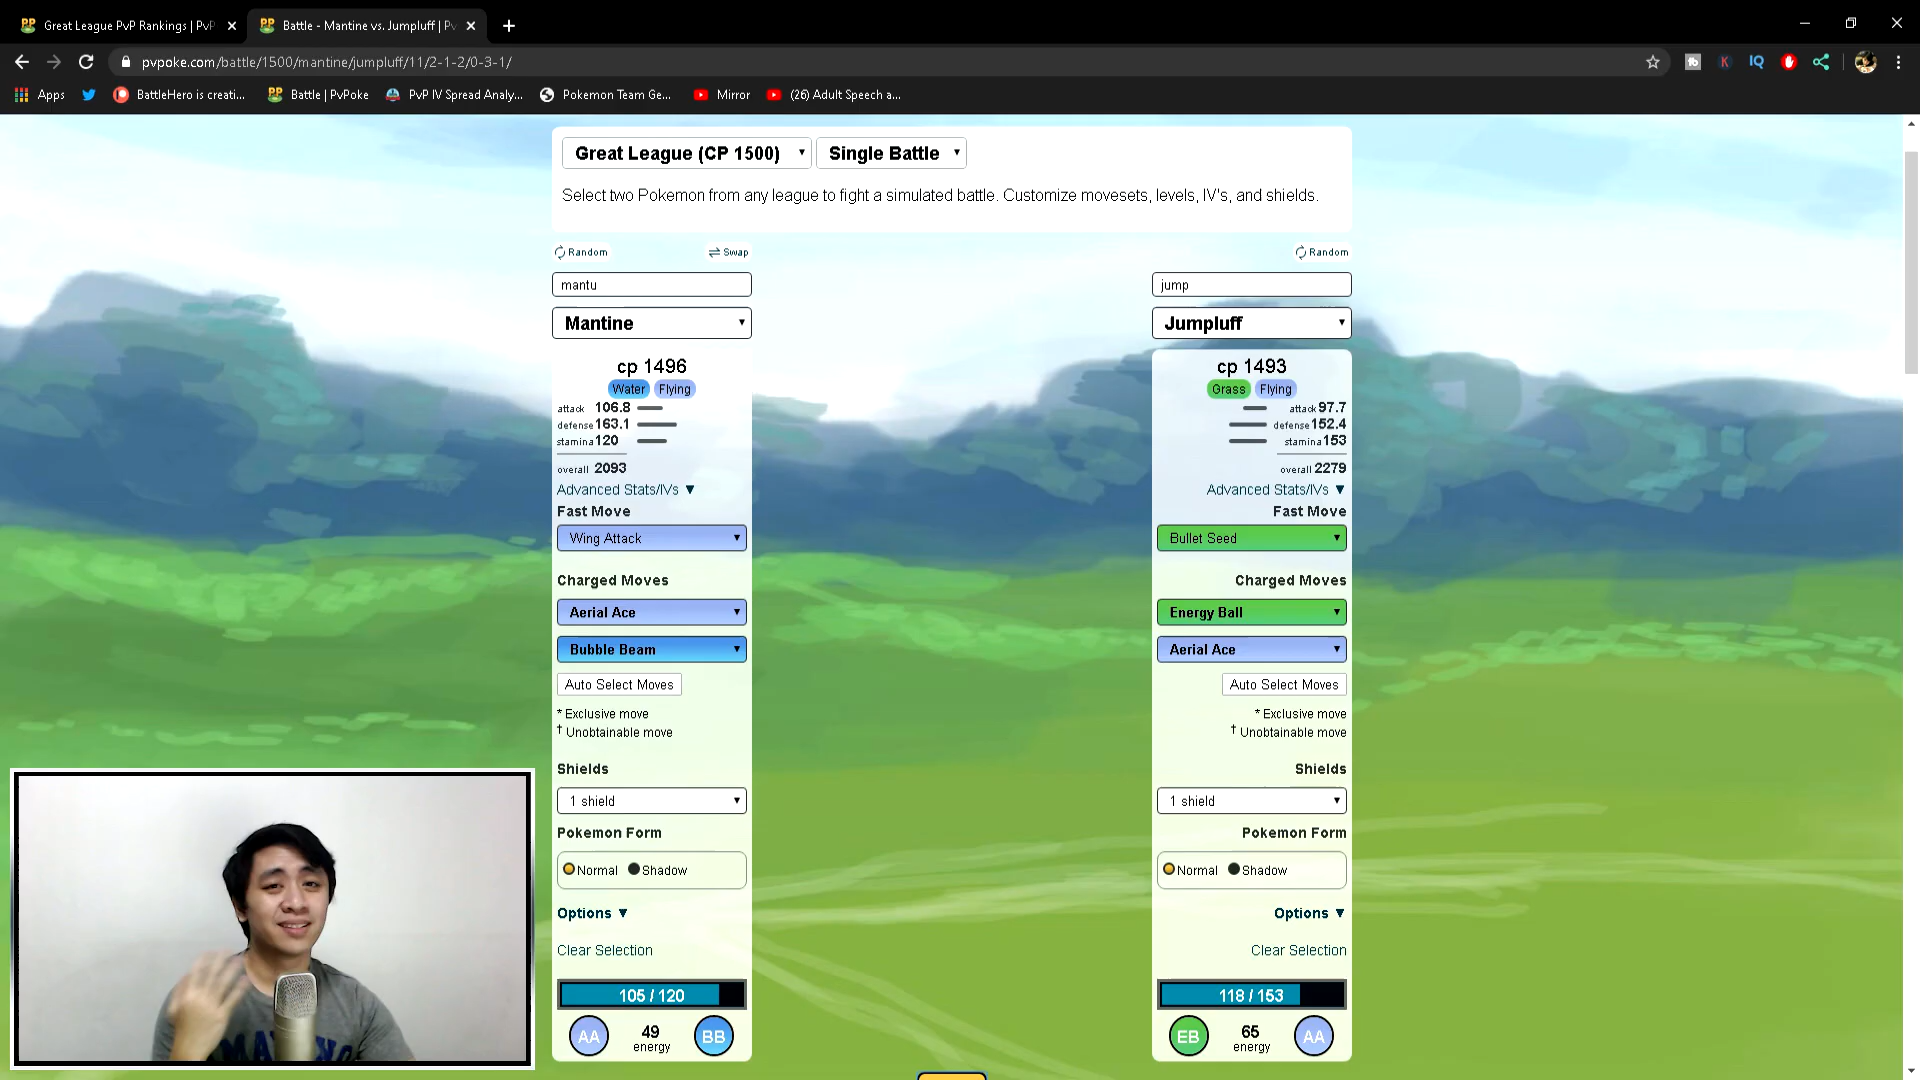 Great League PvP Rankings | PvP
Battle - Mantine vs. Jumpluff | Pv
pvpoke.com/battle/1500/mantine/jumpluff/11/2-1-2/0-3-1/
Apps
BattleHero is creati...
Battle | PvPoke
PvP IV Spread Analy...
Pokemon Team Ge...
Mirror
(26) Adult Speech a...
Great League (CP 1500)
Single Battle
Select two Pokemon from any league to fight a simulated battle. Customize movesets, levels, IV's, and shields.
Random
Swap
Random
mantu
jump
Mantine
Jumpluff
cp 1496
Water Flying
attack 106.8
defense 163.1
stamina 120
overall 2093
Advanced Stats/IVs ▼
Fast Move
Wing Attack
Charged Moves
Aerial Ace
Bubble Beam
Auto Select Moves
* Exclusive move
† Unobtainable move
Shields
1 shield
Pokemon Form
Normal Shadow
Options ▼
Clear Selection
105 / 120
AA
49
energy
BB
cp 1493
Grass Flying
attack 97.7
defense 152.4
stamina 153
overall 2279
Advanced Stats/IVs ▼
Fast Move
Bullet Seed
Charged Moves
Energy Ball
Aerial Ace
Auto Select Moves
* Exclusive move
† Unobtainable move
Shields
1 shield
Pokemon Form
Normal Shadow
Options ▼
Clear Selection
118 / 153
EB
65
energy
AA